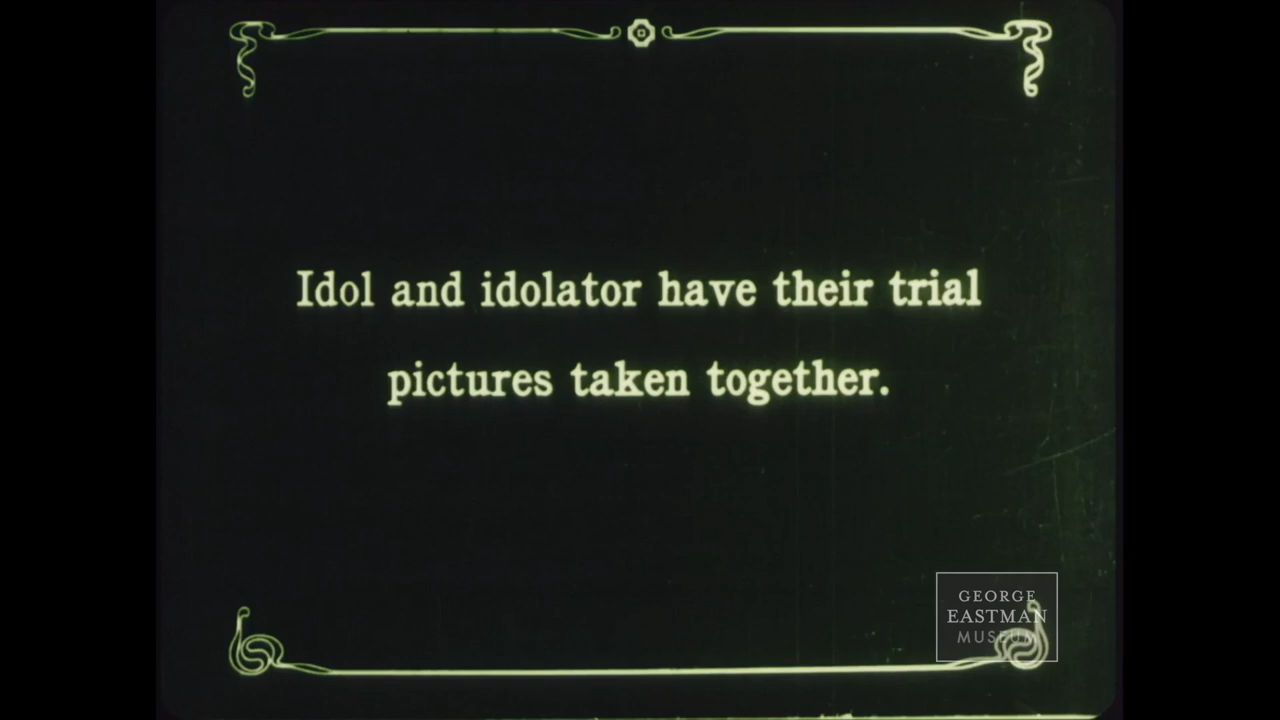 Idol and idolator have their trial
pictures taken together.
GEORGE
EASTMAN
MUSEUM